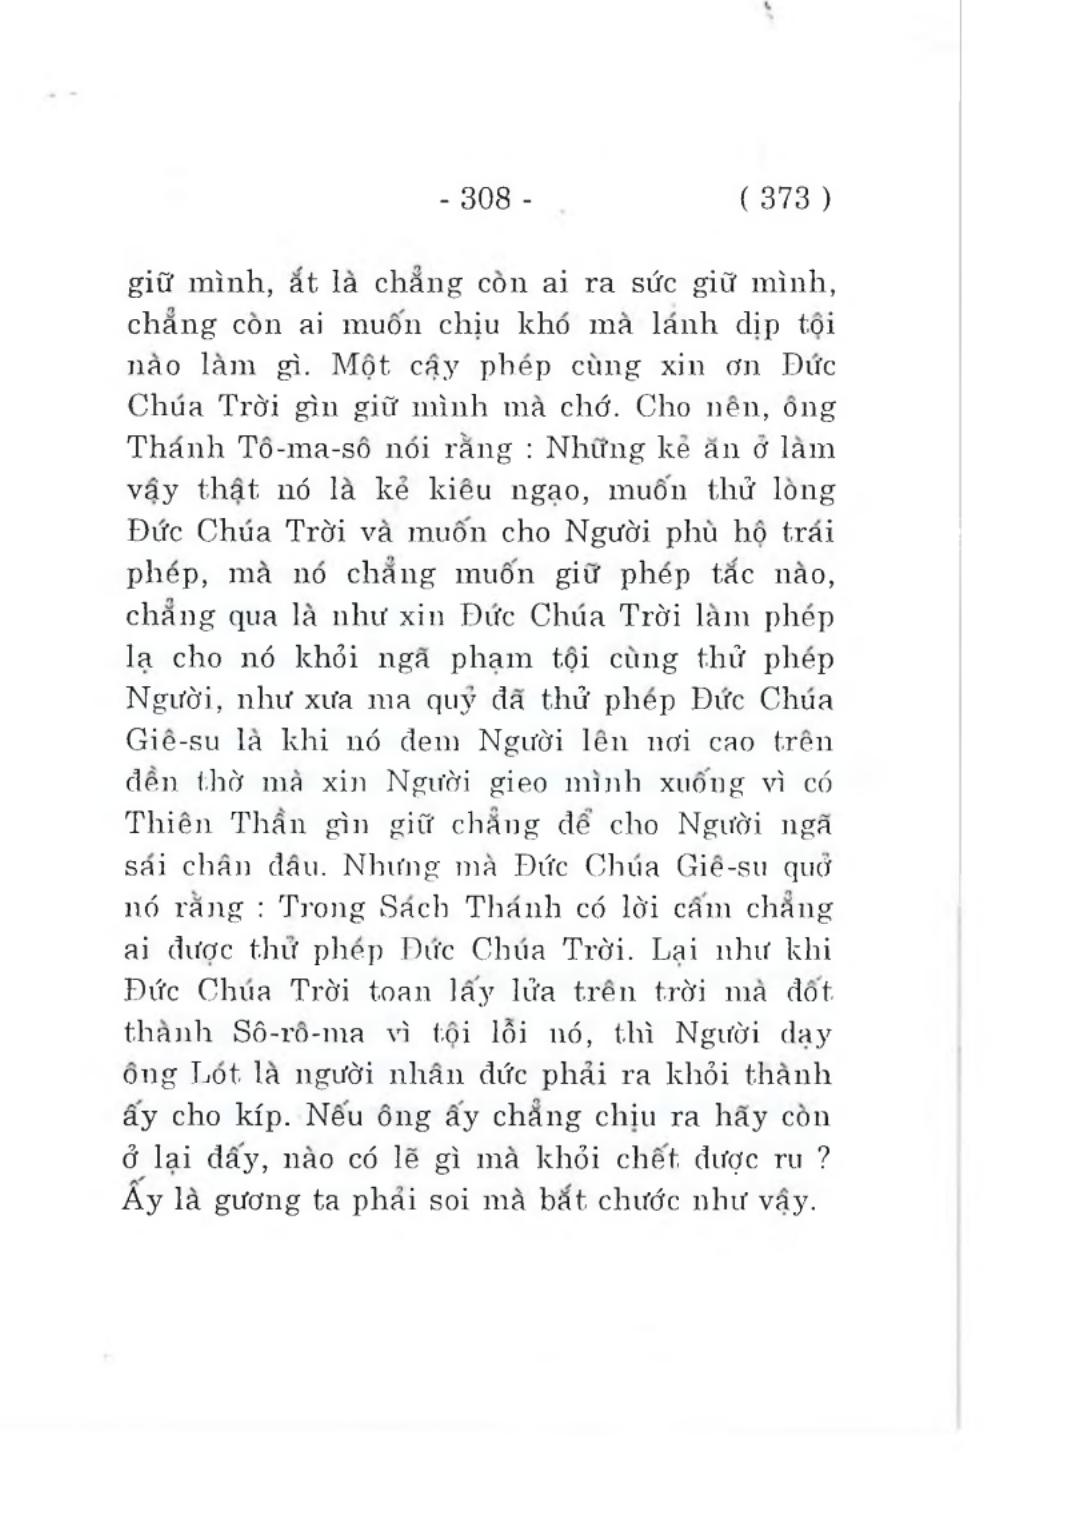 - 308 - ( 373 )
giữ mình, ắt là chẳng còn ai ra sức giữ mình,
chẳng còn ai muốn chịu khó mà lánh dịp tội
nào làm gì. Một cậy phép cùng xin ơn Đức
Chúa Trời gìn giữ mình mà chớ. Cho nên, ông
Thánh Tô-ma-sô nói rằng : Những kẻ ăn ở làm
vậy thật nó là kẻ kiêu ngạo, muốn thử lòng
Đức Chúa Trời và muốn cho Người phù hộ trái
phép, mà nó chẳng muốn giữ phép tắc nào,
chẳng qua là như xin Đức Chúa Trời làm phép
lạ cho nó khỏi ngã phạm tội cùng thử phép
Người, như xưa ma quỷ đã thử phép Đức Chúa
Giê-su là khi nó đem Người lên nơi cao trên
đền thờ mà xin Người gieo mình xuống vì có
Thiên Thần gìn giữ chẳng để cho Người ngã
sái chân đâu. Nhưng mà Đức Chúa Giê-su quở
nó rằng : Trong Sách Thánh có lời cấm chẳng
ai được thử phép Đức Chúa Trời. Lại như khi
Đức Chúa Trời toan lấy lửa trên trời mà đốt
thành Sô-rô-ma vì tội lỗi nó, thì Người dạy
ông Lót là người nhân đức phải ra khỏi thành
ấy cho kíp. Nếu ông ấy chẳng chịu ra hãy còn
ở lại đấy, nào có lẽ gì mà khỏi chết được ru ?
Ấy là gương ta phải soi mà bắt chước như vậy.